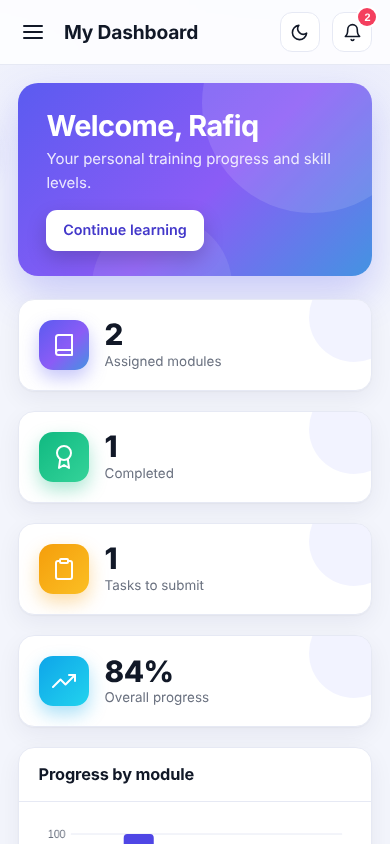 My Dashboard
2
Welcome, Rafiq
Your personal training progress and skill
levels.
Continue learning
2
Assigned modules
1
Completed
1
Tasks to submit
84%
Overall progress
Progress by module
100